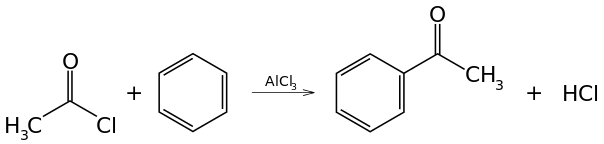 O
H₃C Cl + AlCl₃ O CH₃ + HCl